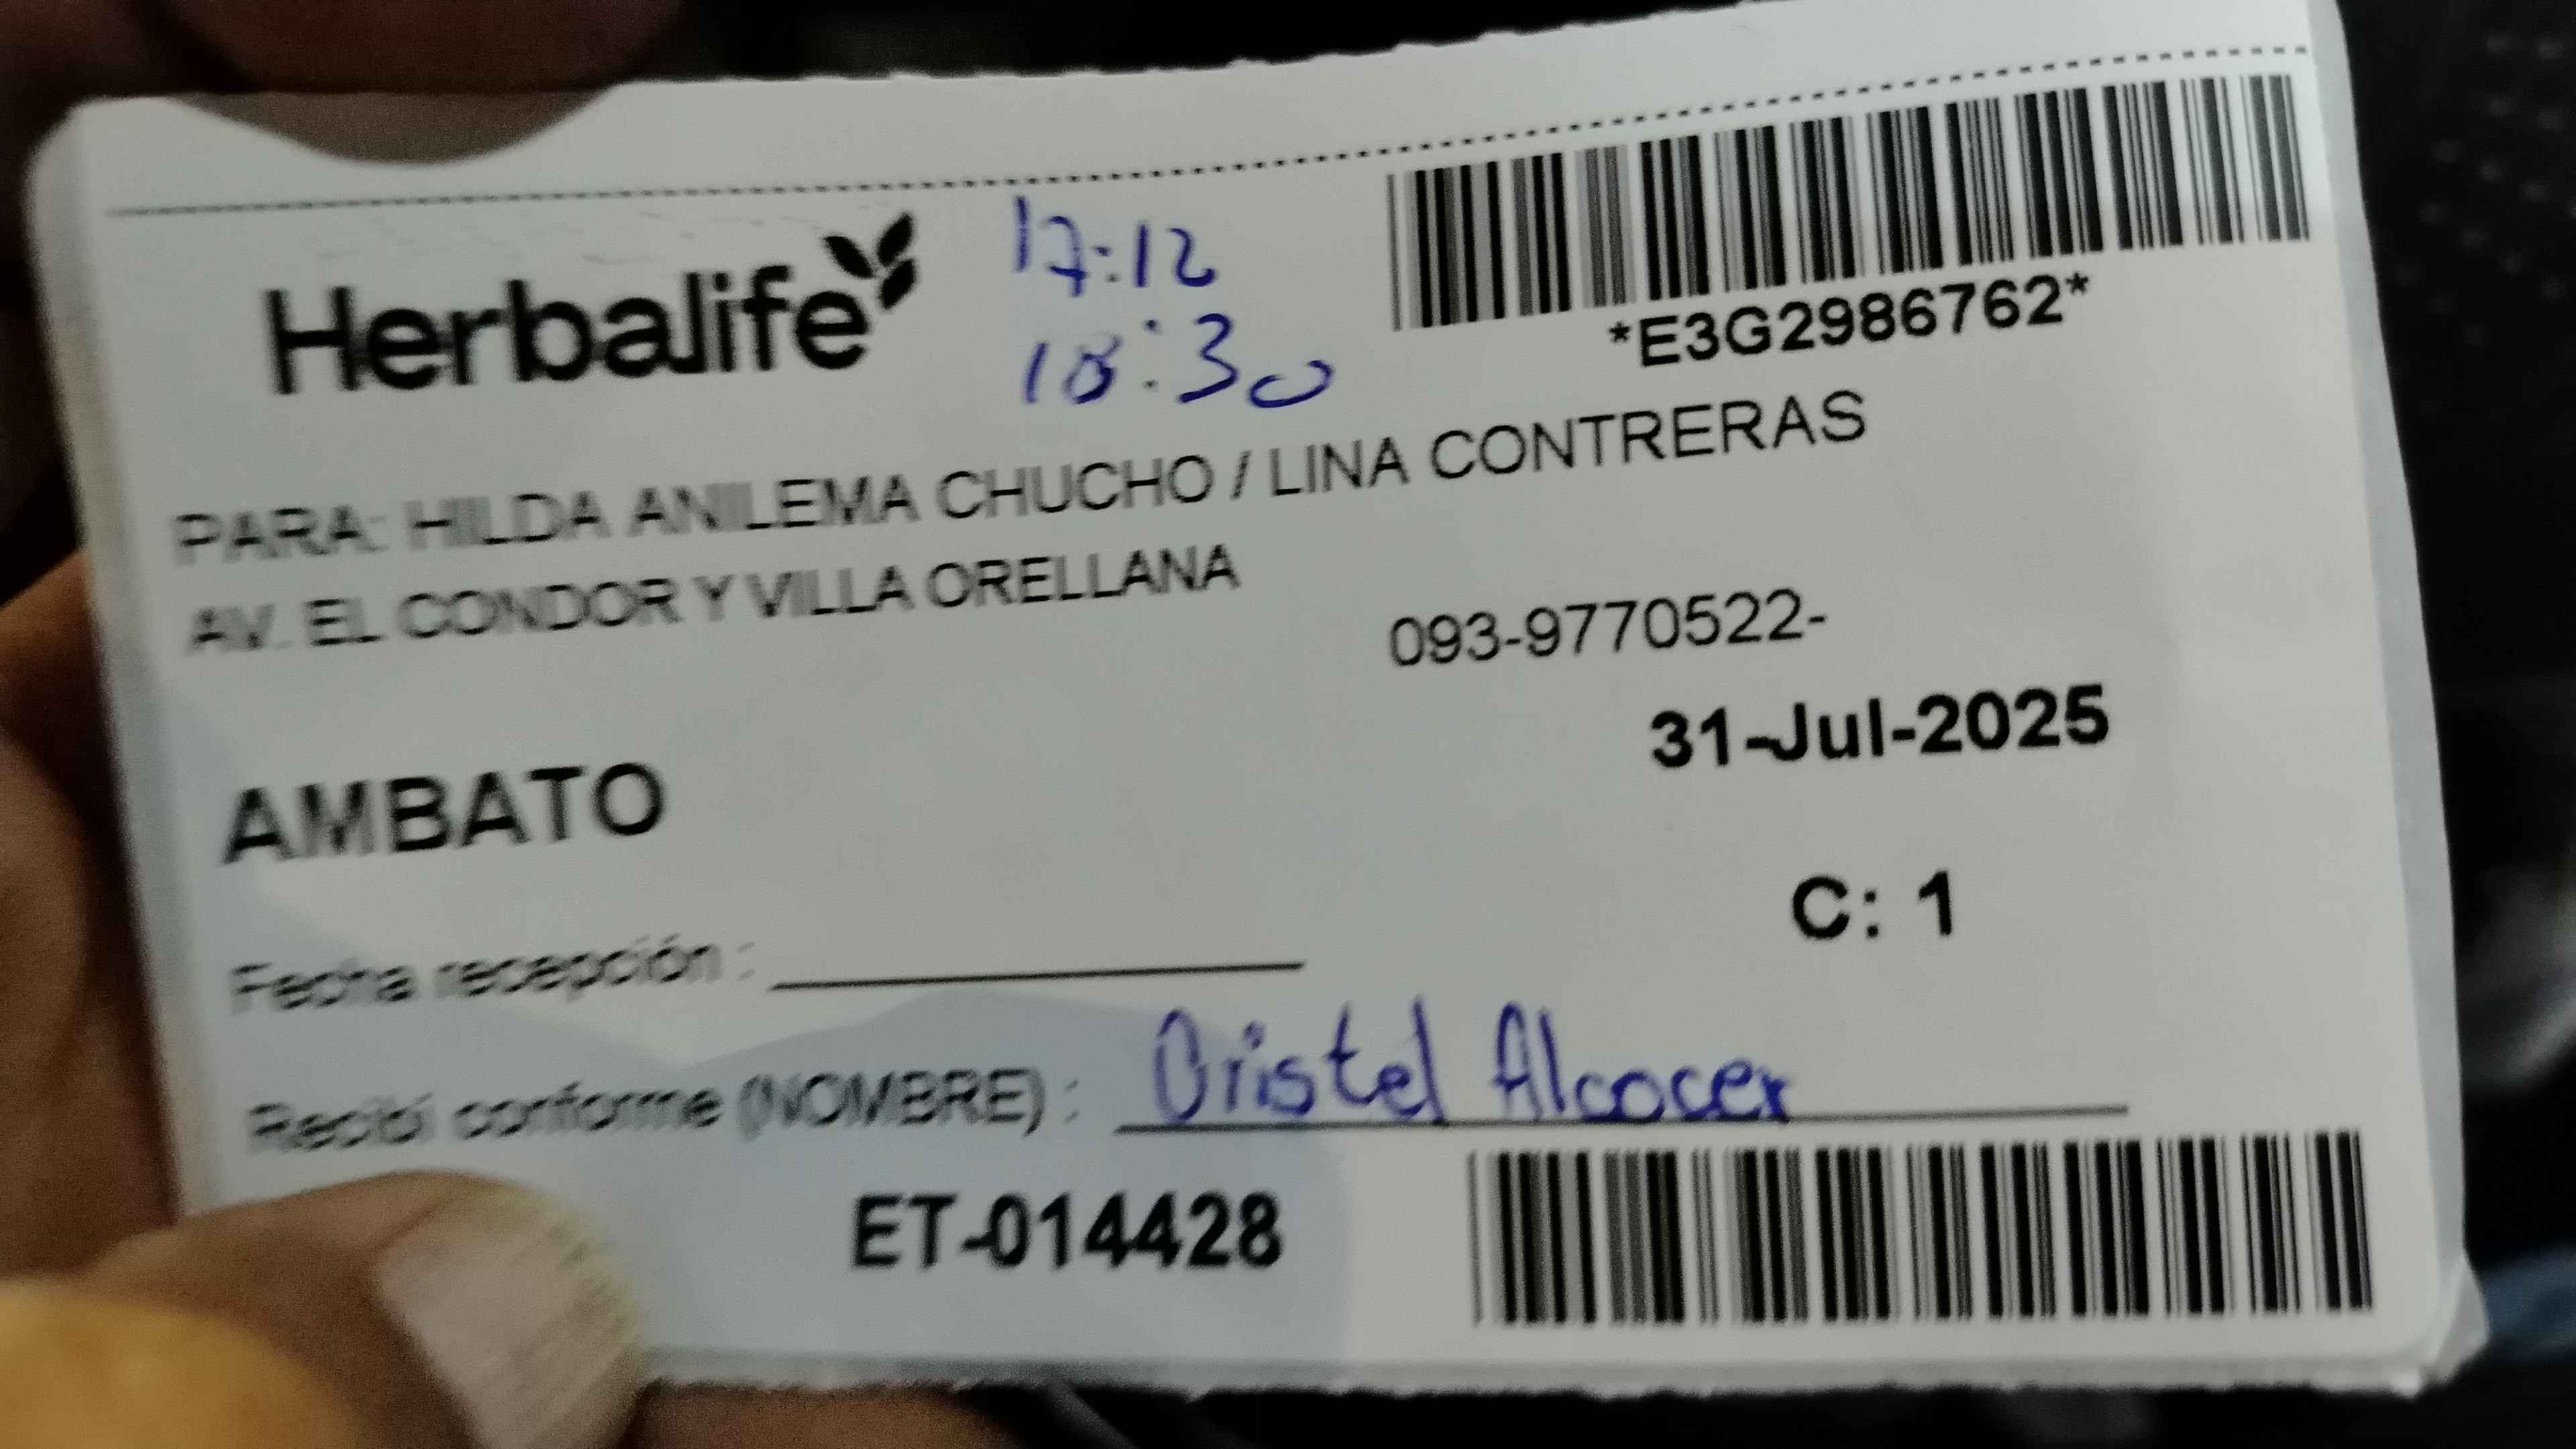 Herbalife
17:12
18:30
*E3G2986762*
PARA: HILDA ANILEMA CHUCHO / LINA CONTRERAS
AV. EL CONDOR Y VILLA ORELLANA
093-9770522-
31-Jul-2025
AMBATO
C: 1
Fecha recepción :
Recibí conforme (NOMBRE) : Cristel Alcocer
ET-014428